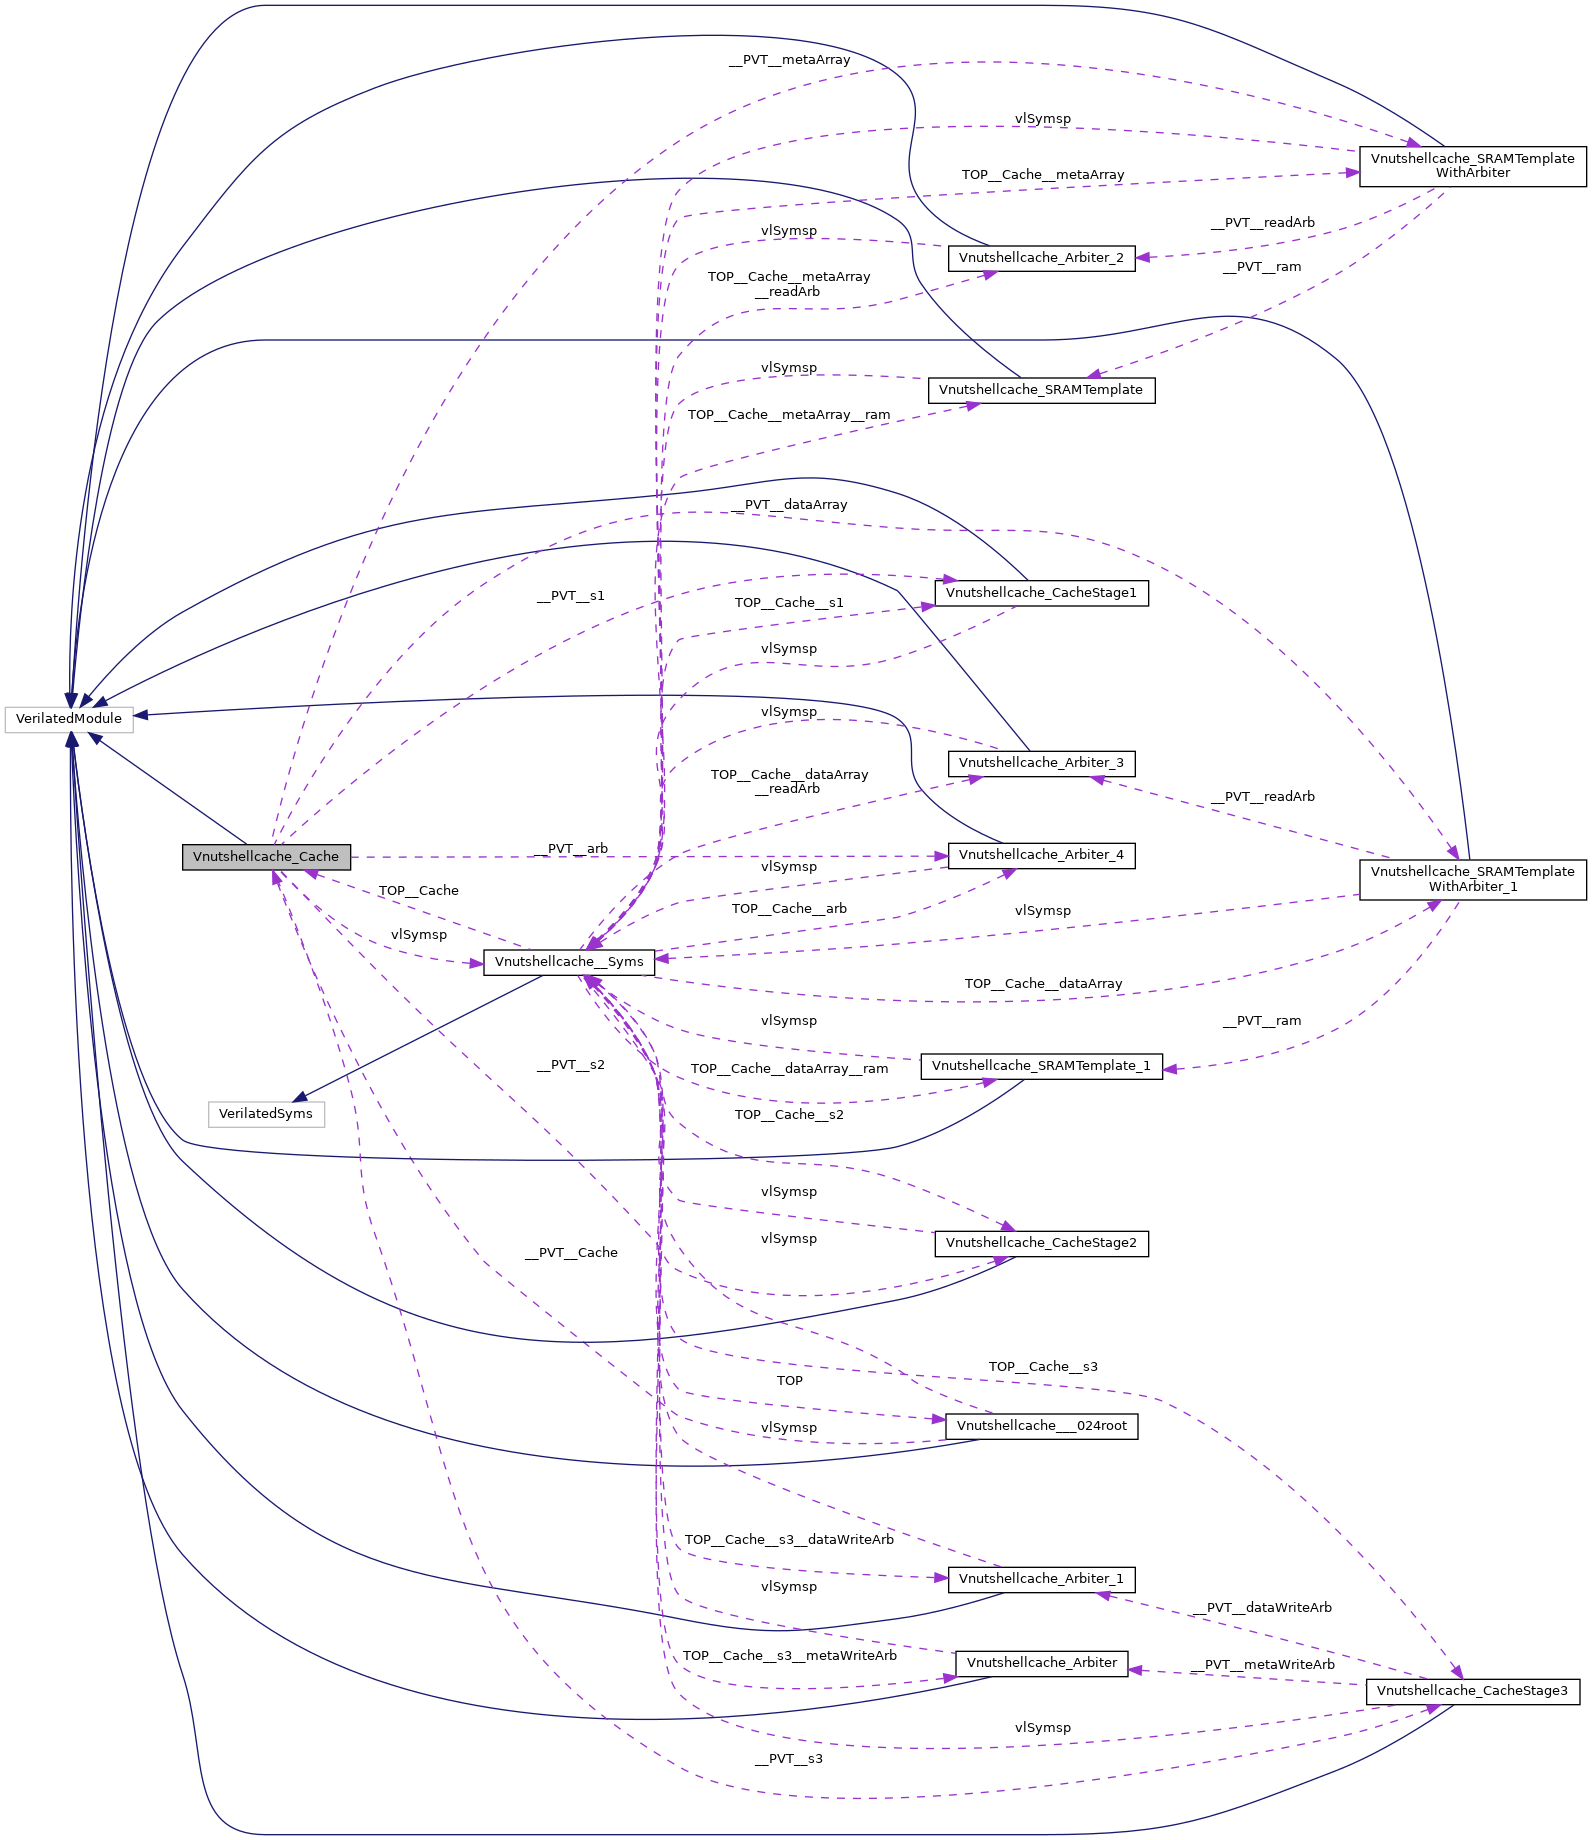 __PVT__metaArray
vlSymsp
Vnutshellcache_SRAMTemplate
WithArbiter
TOP__Cache__metaArray
__PVT__readArb
vlSymsp
Vnutshellcache_Arbiter_2
__PVT__ram
TOP__Cache__metaArray
__readArb
vlSymsp
Vnutshellcache_SRAMTemplate
TOP__Cache__metaArray__ram
__PVT__dataArray
__PVT__s1
Vnutshellcache_CacheStage1
TOP__Cache__s1
vlSymsp
vlSymsp
VerilatedModule
Vnutshellcache_Arbiter_3
TOP__Cache__dataArray
__readArb
__PVT__readArb
Vnutshellcache_Cache
__PVT__arb
Vnutshellcache_Arbiter_4
vlSymsp
Vnutshellcache_SRAMTemplate
WithArbiter_1
TOP__Cache
TOP__Cache__arb
vlSymsp
vlSymsp
Vnutshellcache__Syms
TOP__Cache__dataArray
vlSymsp
__PVT__ram
__PVT__s2
TOP__Cache__dataArray__ram
Vnutshellcache_SRAMTemplate_1
VerilatedSyms
TOP__Cache__s2
vlSymsp
vlSymsp
Vnutshellcache_CacheStage2
__PVT__Cache
TOP__Cache__s3
TOP
Vnutshellcache___024root
vlSymsp
TOP__Cache__s3__dataWriteArb
Vnutshellcache_Arbiter_1
vlSymsp
__PVT__dataWriteArb
TOP__Cache__s3__metaWriteArb
Vnutshellcache_Arbiter
__PVT__metaWriteArb
Vnutshellcache_CacheStage3
vlSymsp
__PVT__s3